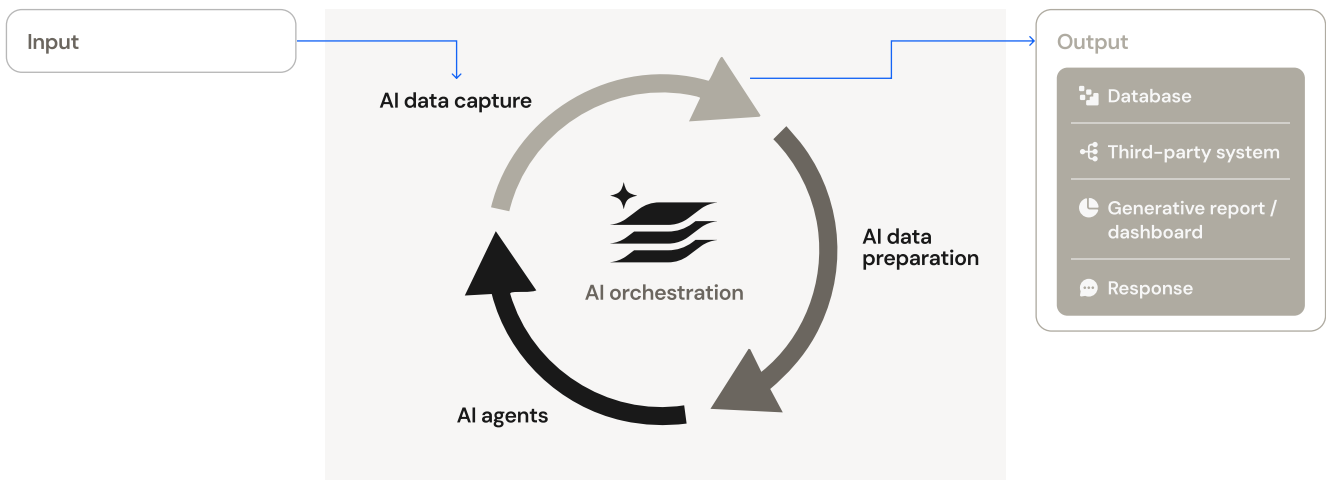 Input
AI data capture
AI orchestration
AI data
preparation
AI agents
Output
Database
Third-party system
Generative report /
dashboard
Response